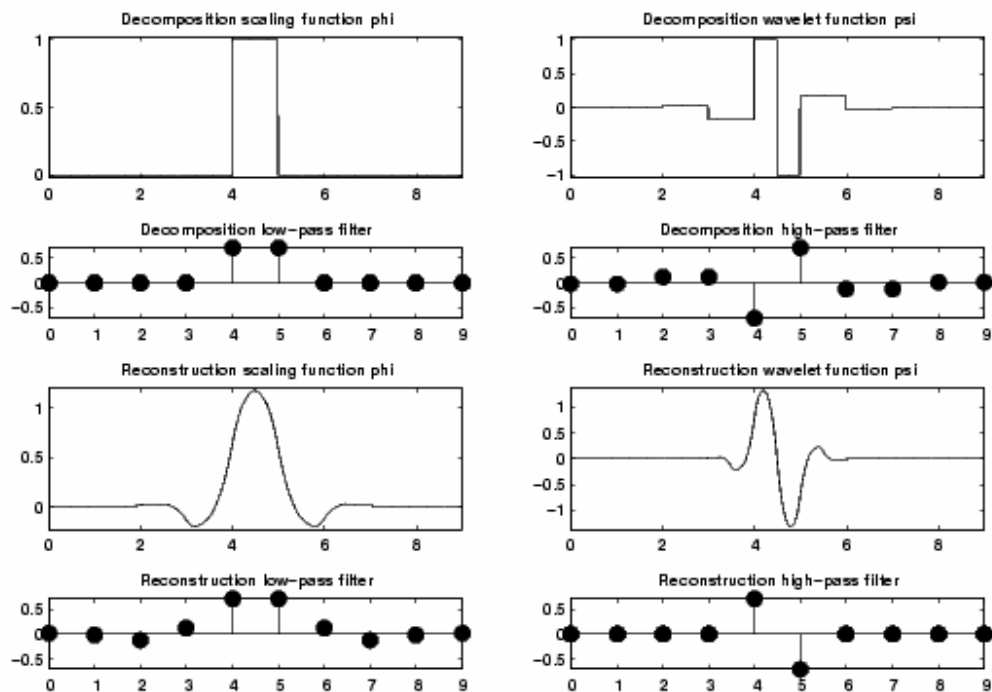 Decomposition scaling function phi
1
0.5
0
0 2 4 6 8
Decomposition wavelet function psi
1
0.5
0
−0.5
−1
0 2 4 6 8
Decomposition low−pass filter
0.5
0
−0.5
0 1 2 3 4 5 6 7 8 9
Decomposition high−pass filter
0.5
0
−0.5
0 1 2 3 4 5 6 7 8 9
Reconstruction scaling function phi
1
0.5
0
0 2 4 6 8
Reconstruction wavelet function psi
1
0.5
0
−0.5
−1
0 2 4 6 8
Reconstruction low−pass filter
0.5
0
−0.5
0 1 2 3 4 5 6 7 8 9
Reconstruction high−pass filter
0.5
0
−0.5
0 1 2 3 4 5 6 7 8 9